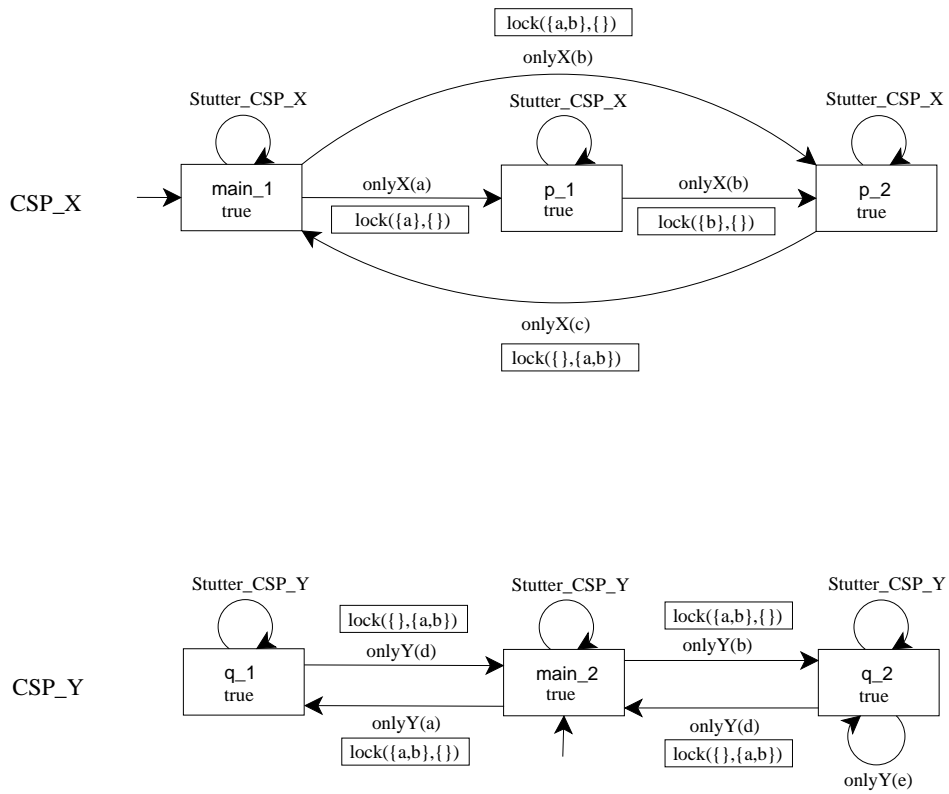 lock({a,b},{})
onlyX(b)
Stutter_CSP_X
Stutter_CSP_X
Stutter_CSP_X
CSP_X
main_1
true
onlyX(a)
lock({a},{})
p_1
true
onlyX(b)
lock({b},{})
p_2
true
onlyX(c)
lock({},{a,b})
Stutter_CSP_Y
Stutter_CSP_Y
Stutter_CSP_Y
lock({},{a,b})
onlyY(d)
lock({a,b},{})
onlyY(b)
CSP_Y
q_1
true
main_2
true
q_2
true
onlyY(a)
lock({a,b},{})
onlyY(d)
lock({},{a,b})
onlyY(e)